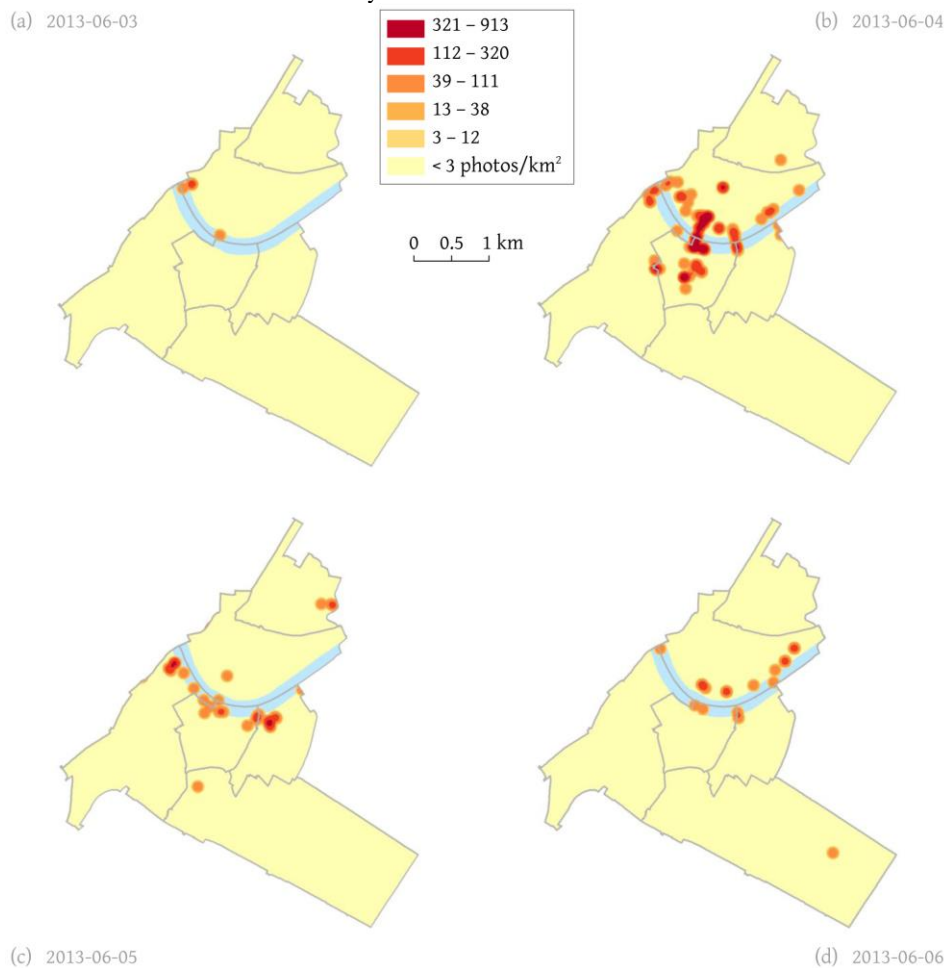 (a) 2013-06-03
(b) 2013-06-04
321 – 913
112 – 320
39 – 111
13 – 38
3 – 12
< 3 photos/km²
0 0.5 1 km
(c) 2013-06-05
(d) 2013-06-06